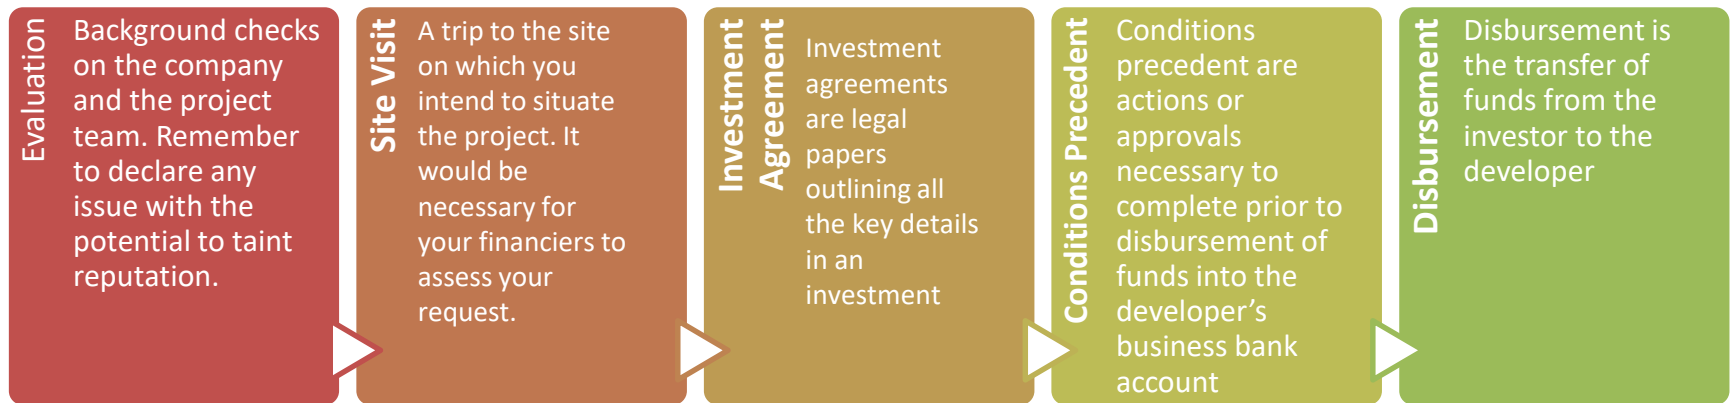 Evaluation
Background checks
on the company
and the project
team. Remember
to declare any
issue with the
potential to taint
reputation.
Site Visit
A trip to the site
on which you
intend to situate
the project. It
would be
necessary for
your financiers to
assess your
request.
Investment
Agreement
Investment
agreements
are legal
papers
outlining all
the key details
in an
investment
Conditions Precedent
Conditions
precedent are
actions or
approvals
necessary to
complete prior to
disbursement of
funds into the
developer’s
business bank
account
Disbursement
Disbursement is
the transfer of
funds from the
investor to the
developer